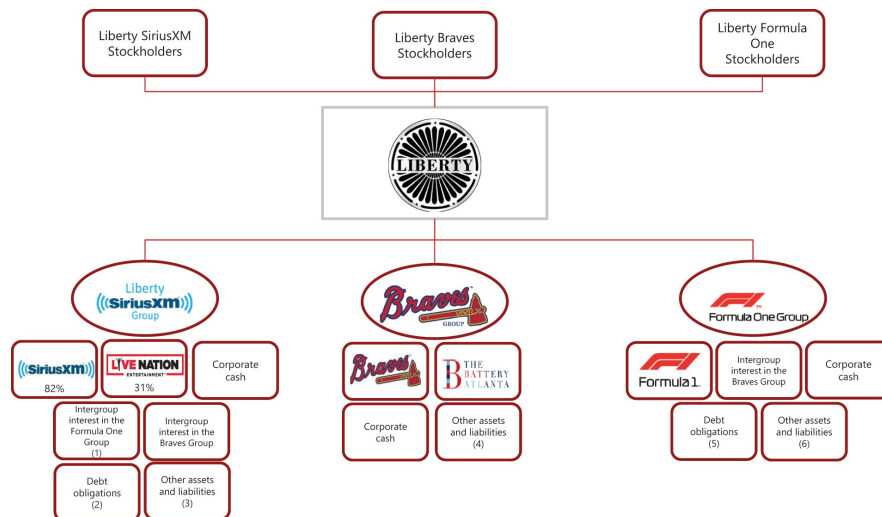 Liberty SiriusXM
Stockholders
Liberty Braves
Stockholders
Liberty Formula
One
Stockholders
LIBERTY
Liberty
((SiriusXM))
Group
Braves
GROUP
F1
TM
Formula One Group
((SiriusXM))
82%
LIVE NATION
ENTERTAINMENT
31%
Corporate
cash
Intergroup
interest in the
Formula One
Group
(1)
Intergroup
interest in the
Braves Group
Debt
obligations
(2)
Other assets
and liabilities
(3)
Braves
B THE
BATTERY
ATLANTA
Corporate
cash
Other assets
and liabilities
(4)
F1
Formula 1
Intergroup
interest in the
Braves Group
Corporate
cash
Debt
obligations
(5)
Other assets
and liabilities
(6)